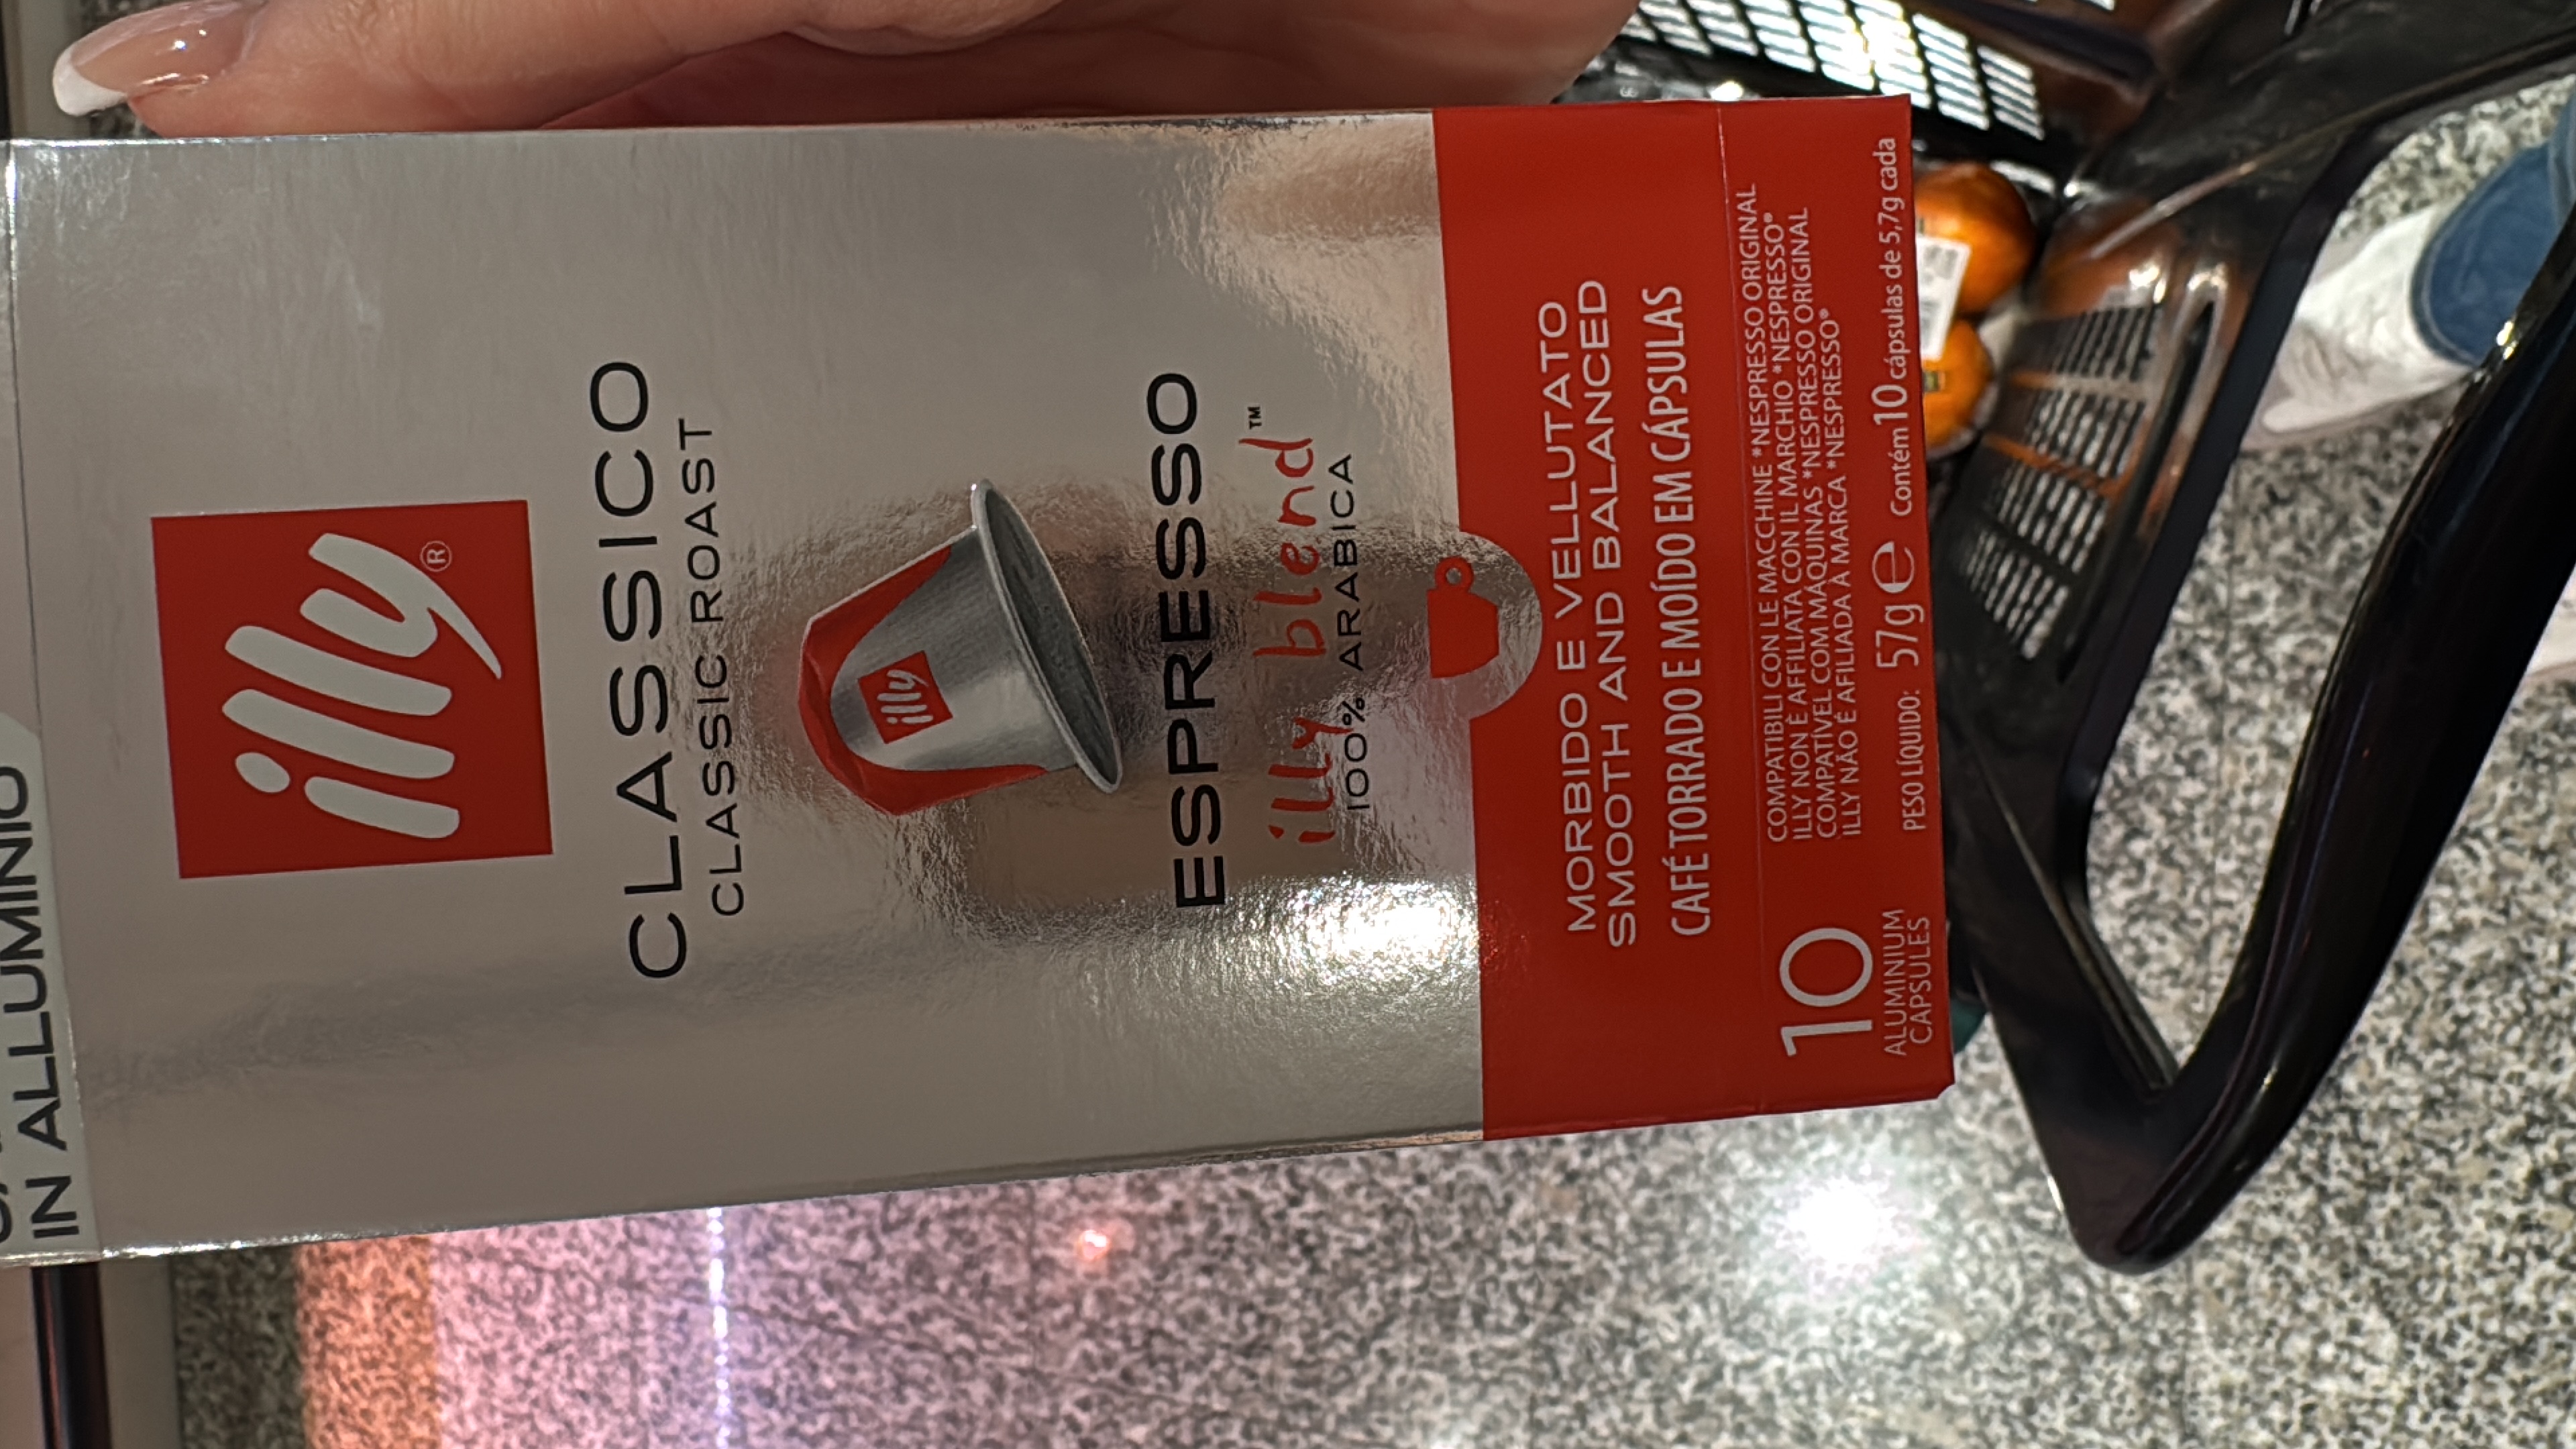 IN ALLUMINIO
illy®
CLASSICO
CLASSIC ROAST
illy
ESPRESSO
illy blend™
100% ARABICA
MORBIDO E VELLUTATO
SMOOTH AND BALANCED
CAFÉ TORRADO E MOÍDO EM CÁPSULAS
10
ALUMINIUM
CAPSULES
COMPATIBILI CON LE MACCHINE *NESPRESSO ORIGINAL
ILLY NON È AFFILIATA CON IL MARCHIO *NESPRESSO®
COMPATÍVEL COM MÁQUINAS *NESPRESSO ORIGINAL
ILLY NÃO É AFILIADA À MARCA *NESPRESSO®
PESO LÍQUIDO: 57g ℮ Contém 10 cápsulas de 5,7g cada